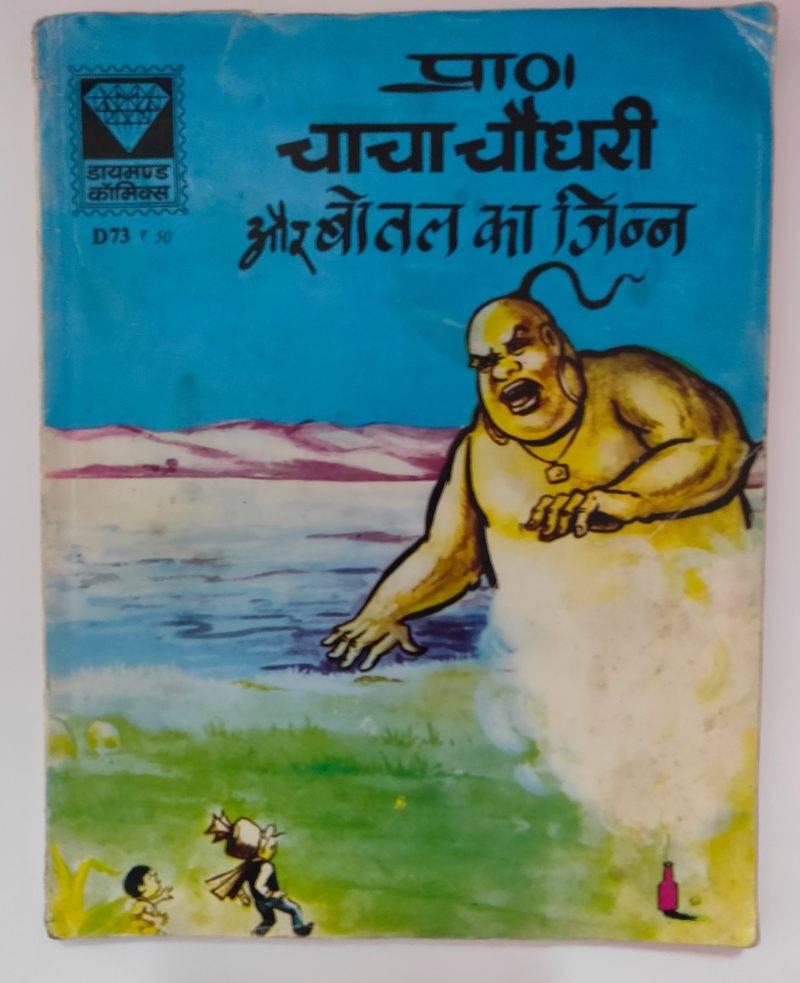 प्राण
चाचा चौधरी
और बोतल का जिन्न
डायमण्ड
कॉमिक्स
D73 ₹ 50